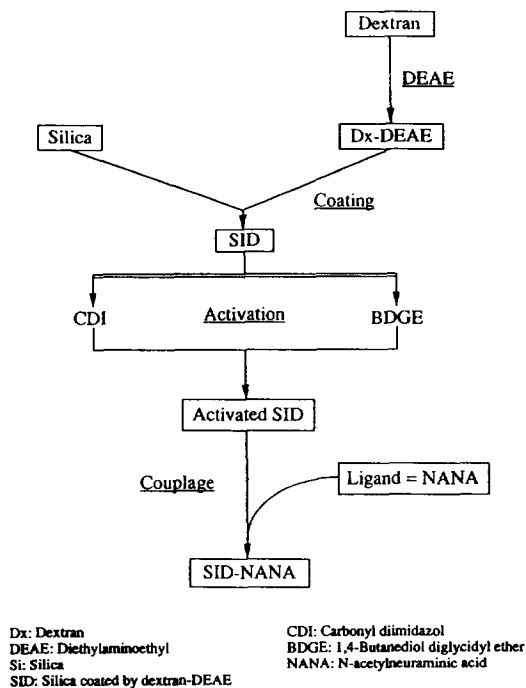 Dextran
DEAE
Silica
Dx-DEAE
Coating
SID
CDI
Activation
BDGE
Activated SID
Couplage
Ligand = NANA
SID-NANA
Dx: Dextran
DEAE: Diethylaminoethyl
Si: Silica
SID: Silica coated by dextran-DEAE
CDI: Carbonyl diimidazol
BDGE: 1,4-Butanediol diglycidyl ether
NANA: N-acetylneuraminic acid